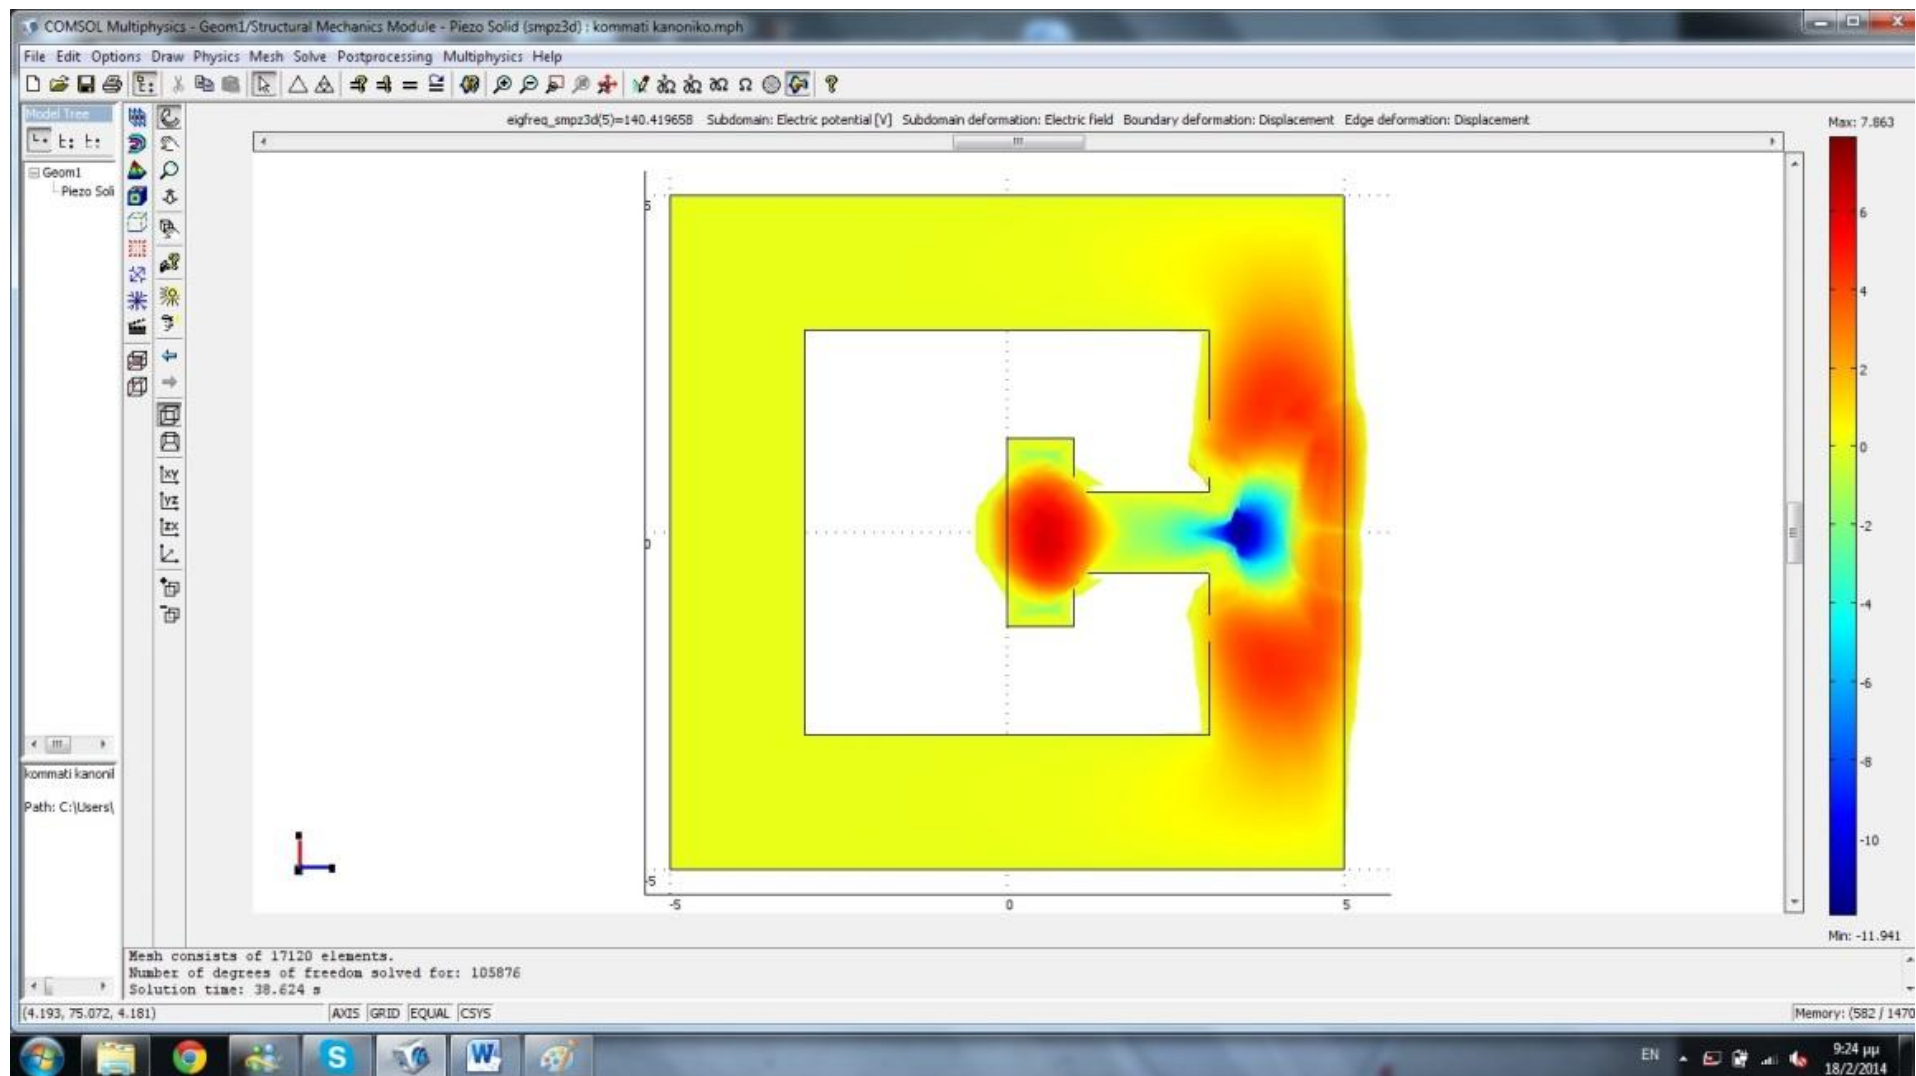 COMSOL Multiphysics - Geom1/Structural Mechanics Module - Piezo Solid (smpz3d) : kommati kanoniko.mph
File Edit Options Draw Physics Mesh Solve Postprocessing Multiphysics Help
Model Tree
Geom1
Piezo Soli
eigfreq_smpz3d(5)=140.419658 Subdomain: Electric potential [V] Subdomain deformation: Electric field Boundary deformation: Displacement Edge deformation: Displacement
Max: 7.863
6
4
2
0
-2
-4
-6
-8
-10
Min: -11.941
5
0
-5
-5 0 5
kommati kanonil
Path: C:\Users\
Mesh consists of 17120 elements.
Number of degrees of freedom solved for: 105876
Solution time: 38.624 s
(4.193, 75.072, 4.181) AXIS GRID EQUAL CSYS Memory: (582 / 1470
EN
9:24 μμ
18/2/2014